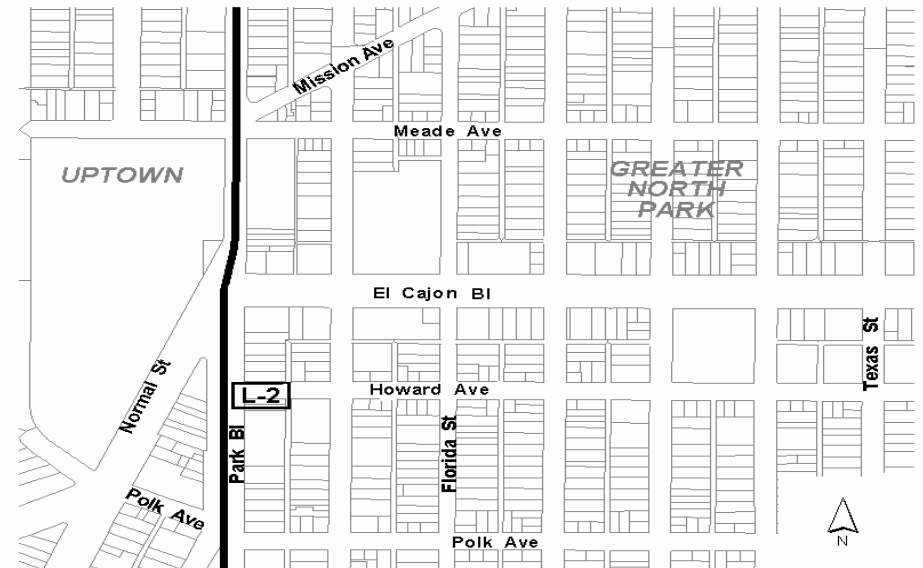 Mission Ave
Meade Ave
UPTOWN
GREATER
NORTH
PARK
El Cajon Bl
Texas St
Normal St
L-2
Howard Ave
Park Bl
Florida St
Polk Ave
Polk Ave
N